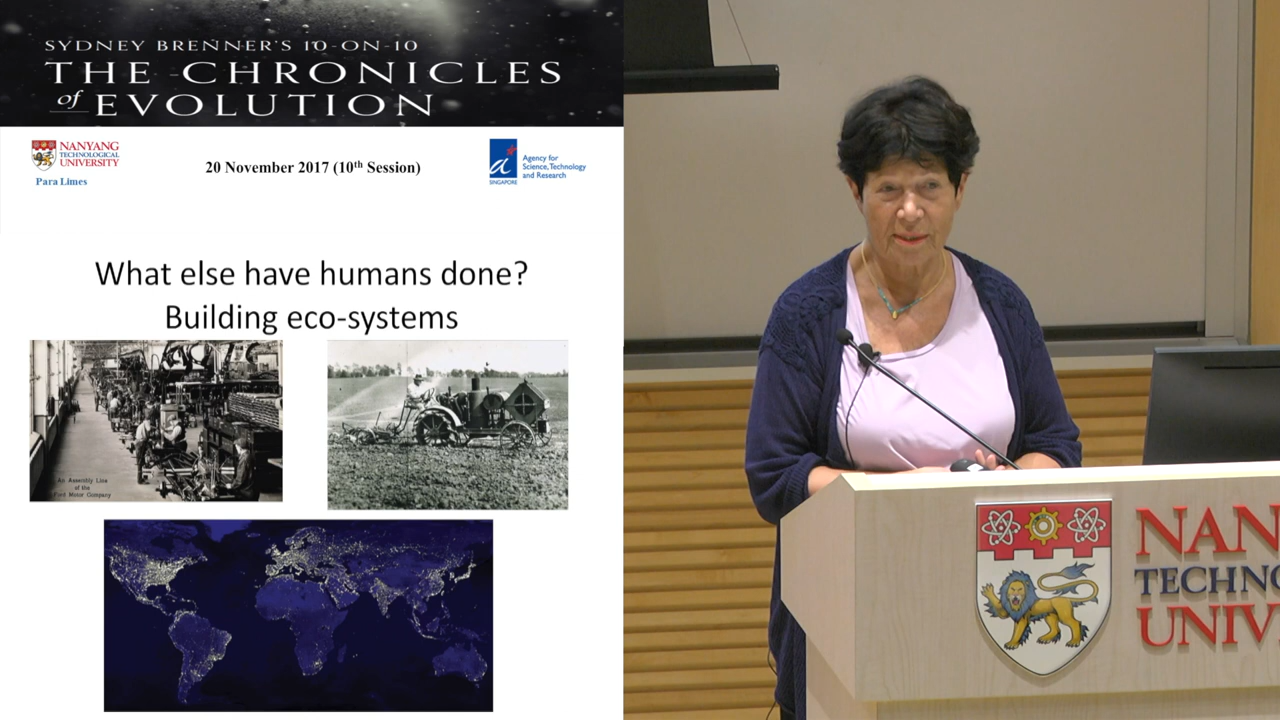 SYDNEY BRENNER'S 10-ON-10
THE CHRONICLES
of EVOLUTION
NANYANG
TECHNOLOGICAL
UNIVERSITY
Para Limes
20 November 2017 (10th Session)
SINGAPORE
Agency for
Science, Technology
and Research
What else have humans done?
Building eco-systems
An Assembly Line
of the
Ford Motor Company
NAN
TECHNO
UNIV